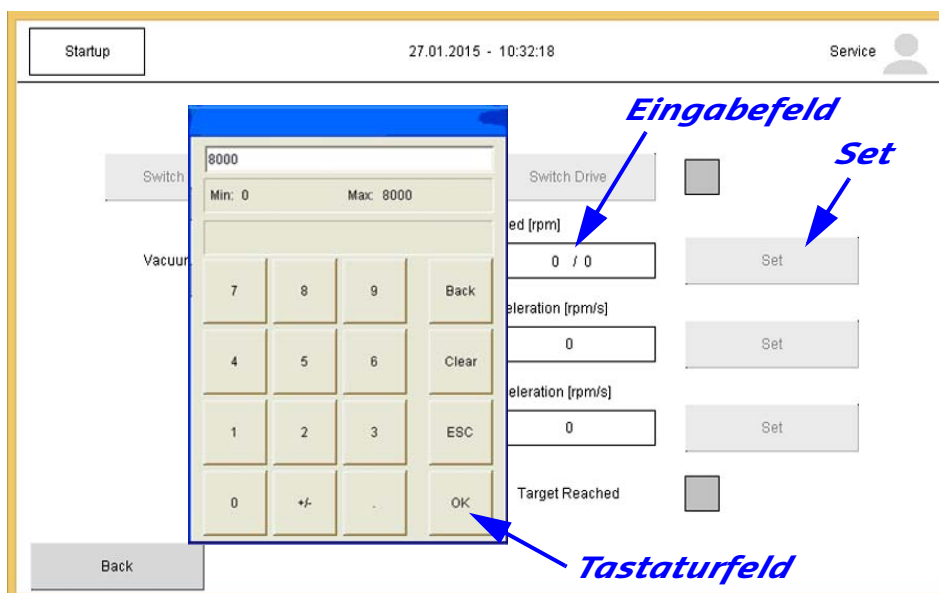 Startup
27.01.2015 - 10:32:18
Service
Eingabefeld
Set
8000
Min: 0 Max: 8000
Switch
Switch Drive
ed [rpm]
Vacuur
0 / 0
Set
7 8 9 Back
eleration [rpm/s]
4 5 6 Clear
0
Set
eleration [rpm/s]
1 2 3 ESC
0
Set
0 +/- . OK
Target Reached
Back
Tastaturfeld